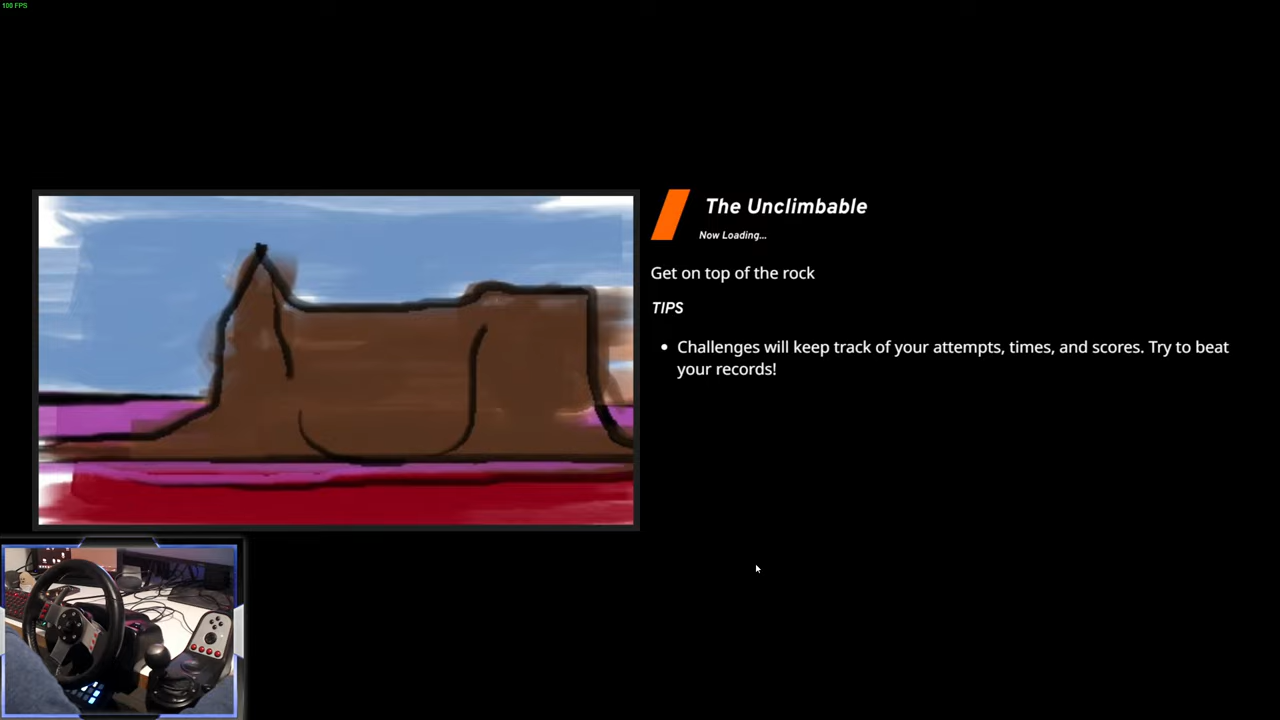 100 FPS
The Unclimbable
Now Loading...
Get on top of the rock
TIPS
Challenges will keep track of your attempts, times, and scores. Try to beat
your records!